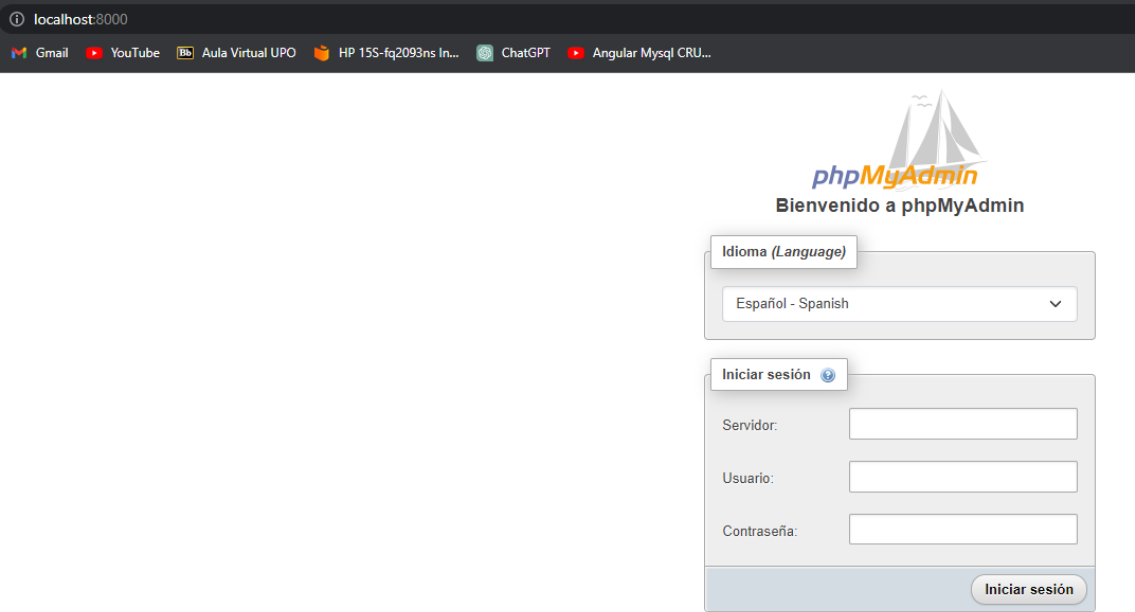 localhost:8000
Gmail YouTube Bb Aula Virtual UPO HP 15S-fq2093ns In... ChatGPT Angular Mysql CRU...
phpMyAdmin
Bienvenido a phpMyAdmin
Idioma (Language)
Español - Spanish
Iniciar sesión
Servidor:
Usuario:
Contraseña:
Iniciar sesión